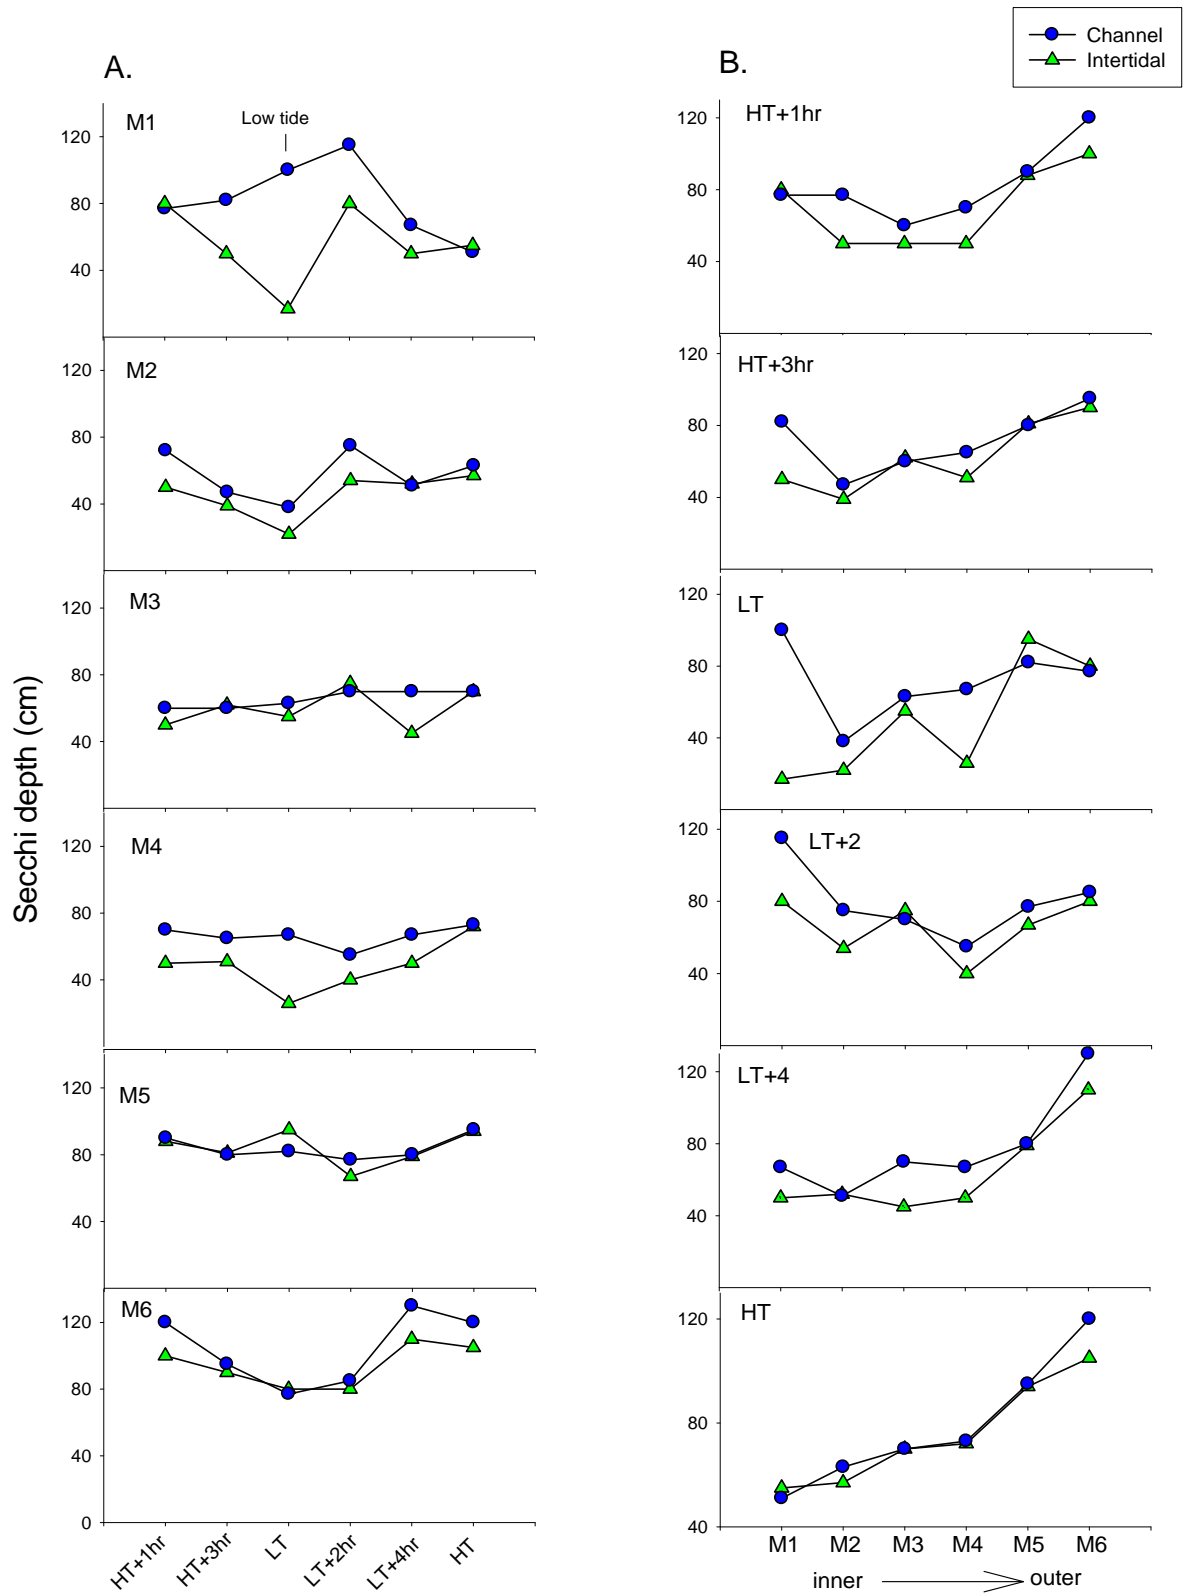 Channel
Intertidal
A.
B.
Secchi depth (cm)
M1
Low tide
120
80
40
M2
120
80
40
M3
120
80
40
M4
120
80
40
M5
120
80
40
M6
120
80
40
0
HT+1hr
HT+3hr
LT
LT+2hr
LT+4hr
HT
HT+1hr
120
80
40
HT+3hr
120
80
40
LT
120
80
40
LT+2
120
80
40
LT+4
120
80
40
HT
120
80
40
M1 M2 M3 M4 M5 M6
inner outer